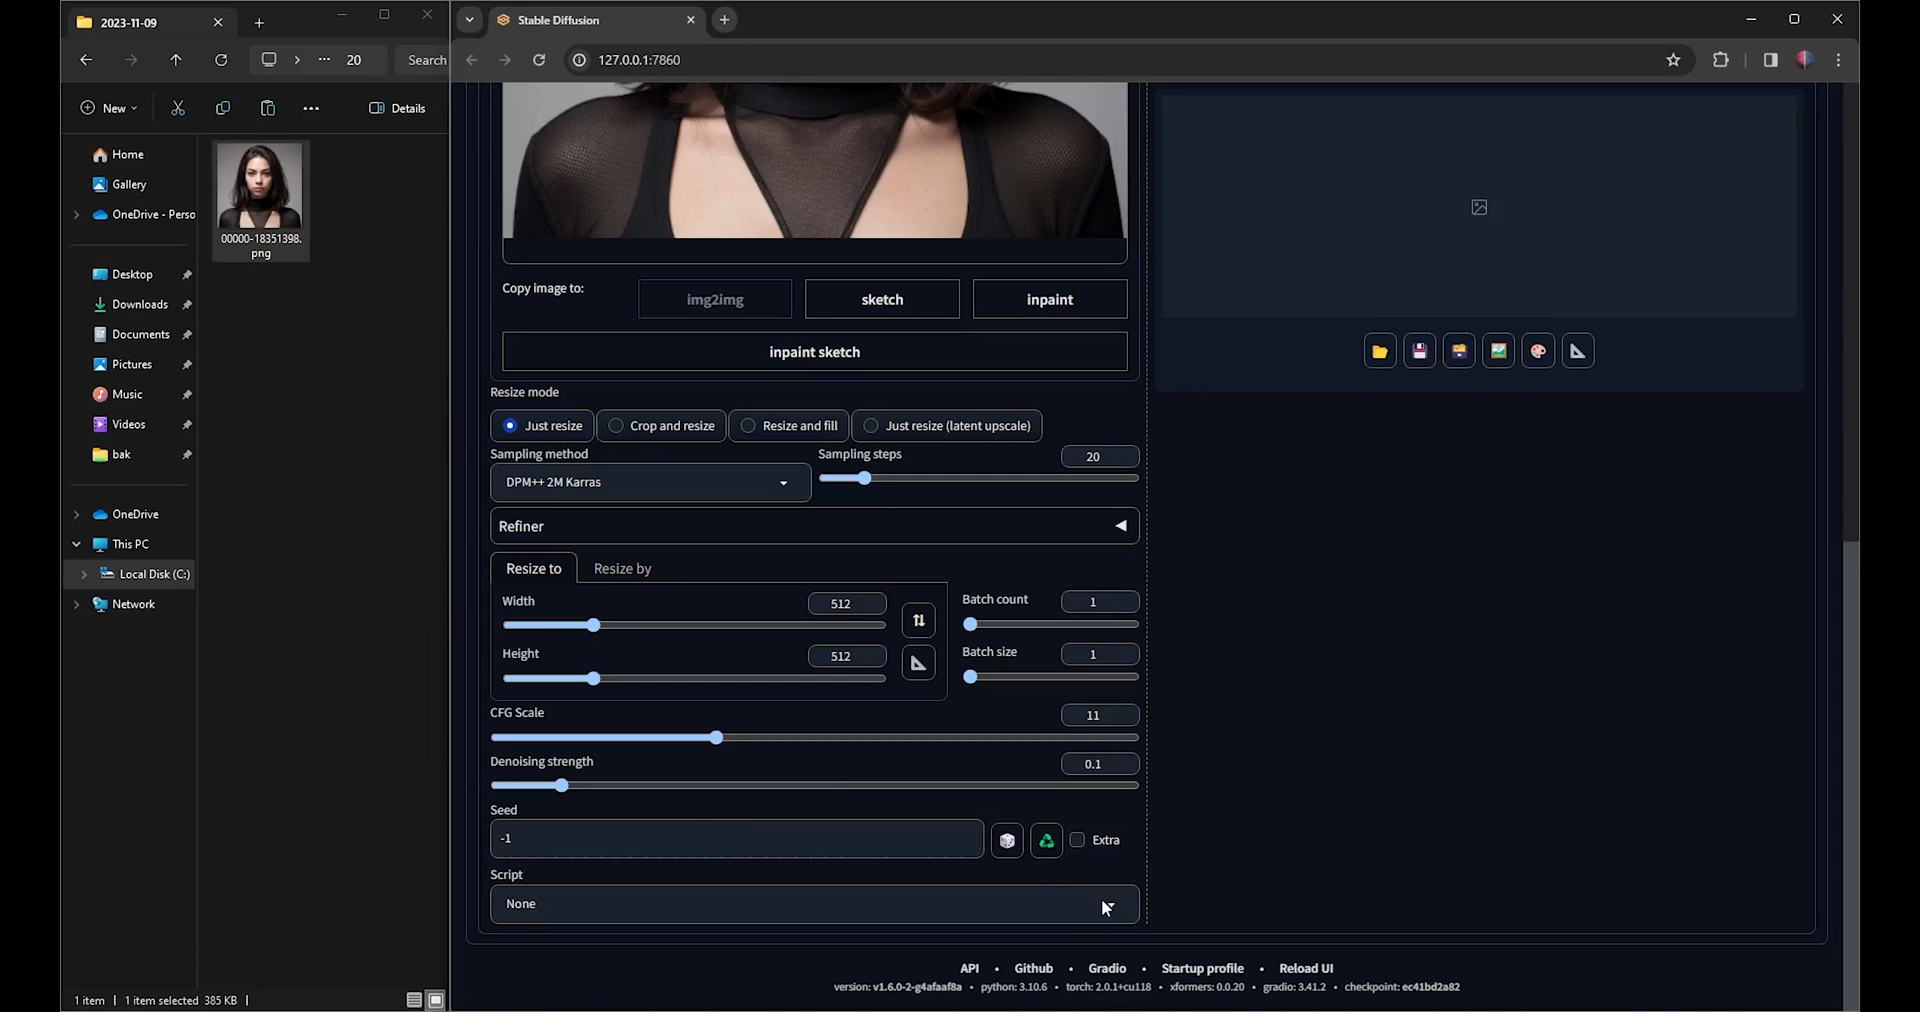 2023-11-09
Stable Diffusion
20
Search
127.0.0.1:7860
New
Details
Home
Gallery
OneDrive - Perso
00000-18351398.
png
Desktop
Downloads
Documents
Pictures
Music
Videos
bak
OneDrive
This PC
Local Disk (C:)
Network
1 item
1 item selected 385 KB
Copy image to:
img2img
sketch
inpaint
inpaint sketch
Resize mode
Just resize
Crop and resize
Resize and fill
Just resize (latent upscale)
Sampling method
DPM++ 2M Karras
Sampling steps
20
Refiner
Resize to
Resize by
Width
512
Height
512
Batch count
1
Batch size
1
CFG Scale
11
Denoising strength
0.1
Seed
-1
Extra
Script
None
API • Github • Gradio • Startup profile • Reload UI
version: v1.6.0-2-g4afaaf8a • python: 3.10.6 • torch: 2.0.1+cu118 • xformers: 0.0.20 • gradio: 3.41.2 • checkpoint: ec41bd2a82